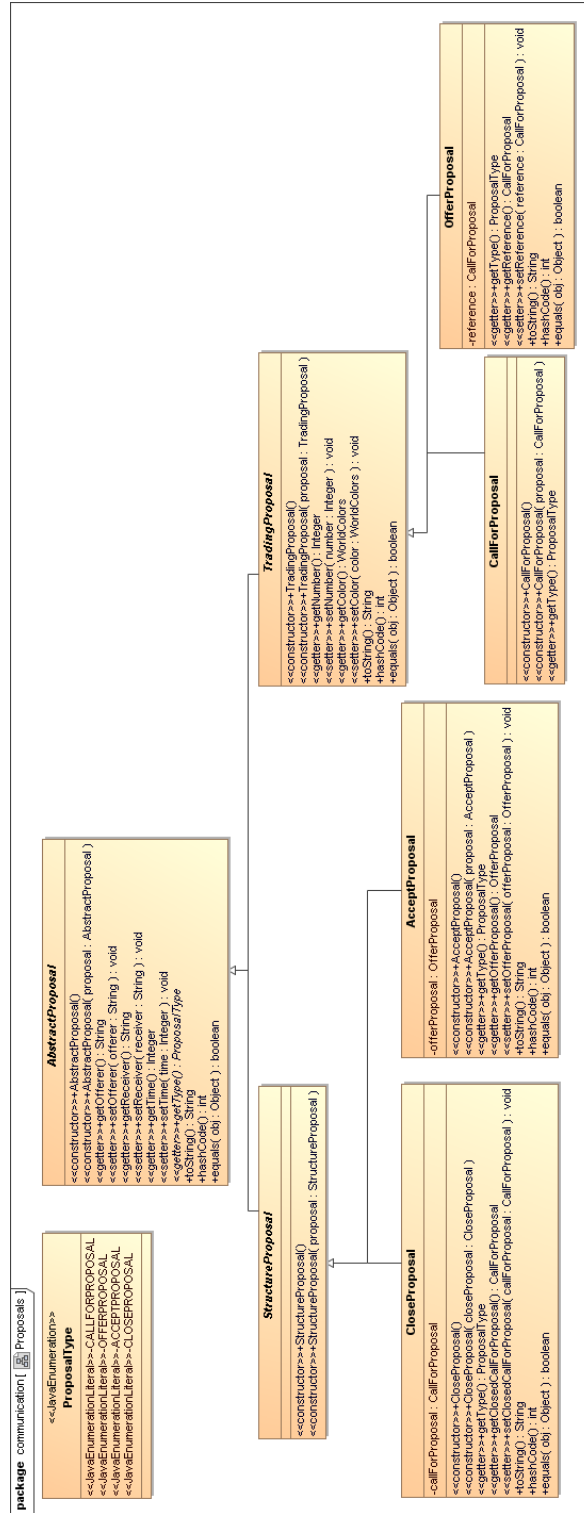 package communication[ Proposals ]
<<JavaEnumeration>>
ProposalType
<<JavaEnumerationLiteral>>-CALLFORPROPOSAL
<<JavaEnumerationLiteral>>-OFFERPROPOSAL
<<JavaEnumerationLiteral>>-ACCEPTPROPOSAL
<<JavaEnumerationLiteral>>-CLOSEPROPOSAL
AbstractProposal
<<constructor>>+AbstractProposal()
<<constructor>>+AbstractProposal( proposal : AbstractProposal )
<<getter>>+getOfferer() : String
<<setter>>+setOfferer( offerer : String ) : void
<<getter>>+getReceiver() : String
<<setter>>+setReceiver( receiver : String ) : void
<<getter>>+getTime() : Integer
<<setter>>+setTime( time : Integer ) : void
<<getter>>+getType() : ProposalType
+toString() : String
+hashCode() : int
+equals( obj : Object ) : boolean
StructureProposal
<<constructor>>+StructureProposal()
<<constructor>>+StructureProposal( proposal : StructureProposal )
TradingProposal
<<constructor>>+TradingProposal()
<<constructor>>+TradingProposal( proposal : TradingProposal )
<<getter>>+getNumber() : Integer
<<setter>>+setNumber( number : Integer ) : void
<<getter>>+getColor() : WorldColors
<<setter>>+setColor( color : WorldColors ) : void
+toString() : String
+hashCode() : int
+equals( obj : Object ) : boolean
CloseProposal
-callForProposal : CallForProposal
<<constructor>>+CloseProposal()
<<constructor>>+CloseProposal( closeProposal : CloseProposal )
<<getter>>+getType() : ProposalType
<<getter>>+getClosedCallForProposal() : CallForProposal
<<setter>>+setClosedCallForProposal( callForProposal : CallForProposal ) : void
+toString() : String
+hashCode() : int
+equals( obj : Object ) : boolean
AcceptProposal
-offerProposal : OfferProposal
<<constructor>>+AcceptProposal()
<<constructor>>+AcceptProposal( proposal : AcceptProposal )
<<getter>>+getType() : ProposalType
<<getter>>+getOfferProposal() : OfferProposal
<<setter>>+setOfferProposal( offerProposal : OfferProposal ) : void
+toString() : String
+hashCode() : int
+equals( obj : Object ) : boolean
CallForProposal
<<constructor>>+CallForProposal()
<<constructor>>+CallForProposal( proposal : CallForProposal )
<<getter>>+getType() : ProposalType
OfferProposal
-reference : CallForProposal
<<getter>>+getType() : ProposalType
<<getter>>+getReference() : CallForProposal
<<setter>>+setReference( reference : CallForProposal ) : void
+toString() : String
+hashCode() : int
+equals( obj : Object ) : boolean